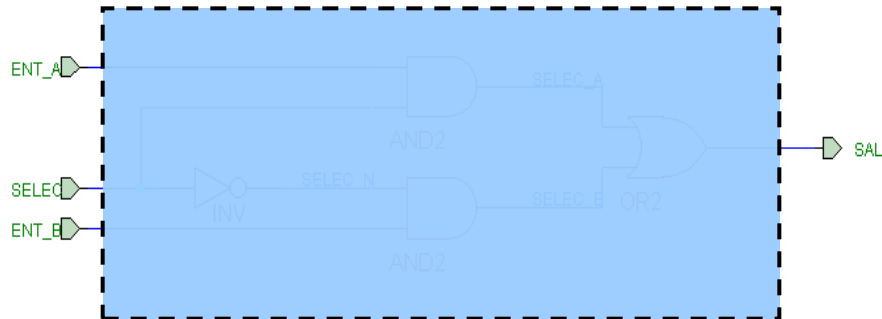 ENT_A
SELEC_A
AND2
SAL
SELEC
SELEC_N
INV
SELEC_B
OR2
ENT_B
AND2